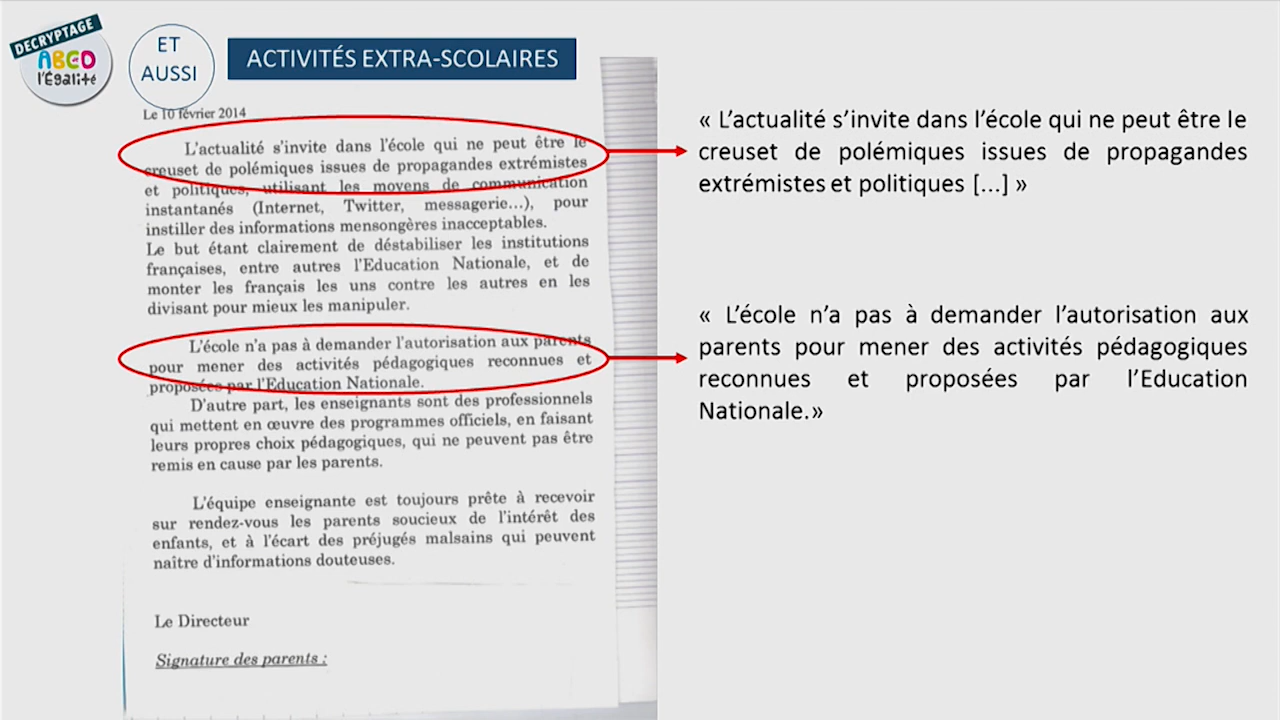 DECRYPTAGE
ABCD
l'Égalité
ET
AUSSI
ACTIVITÉS EXTRA-SCOLAIRES
Le 10 février 2014
L'actualité s'invite dans l'école qui ne peut être le
creuset de polémiques issues de propagandes extrémistes
et politiques, utilisant les moyens de communication
instantanés (Internet, Twitter, messagerie...), pour
instiller des informations mensongères inacceptables.
Le but étant clairement de déstabiliser les institutions
françaises, entre autres l'Education Nationale, et de
monter les français les uns contre les autres en les
divisant pour mieux les manipuler.
L'école n'a pas à demander l'autorisation aux parents
pour mener des activités pédagogiques reconnues et
proposées par l'Education Nationale.
D'autre part, les enseignants sont des professionnels
qui mettent en œuvre des programmes officiels, en faisant
leurs propres choix pédagogiques, qui ne peuvent pas être
remis en cause par les parents.
L'équipe enseignante est toujours prête à recevoir
sur rendez-vous les parents soucieux de l'intérêt des
enfants, et à l'écart des préjugés malsains qui peuvent
naître d'informations douteuses.
Le Directeur
Signature des parents :
« L'actualité s'invite dans l'école qui ne peut être le
creuset de polémiques issues de propagandes
extrémistes et politiques [...] »
« L'école n'a pas à demander l'autorisation aux
parents pour mener des activités pédagogiques
reconnues et proposées par l'Education
Nationale.»